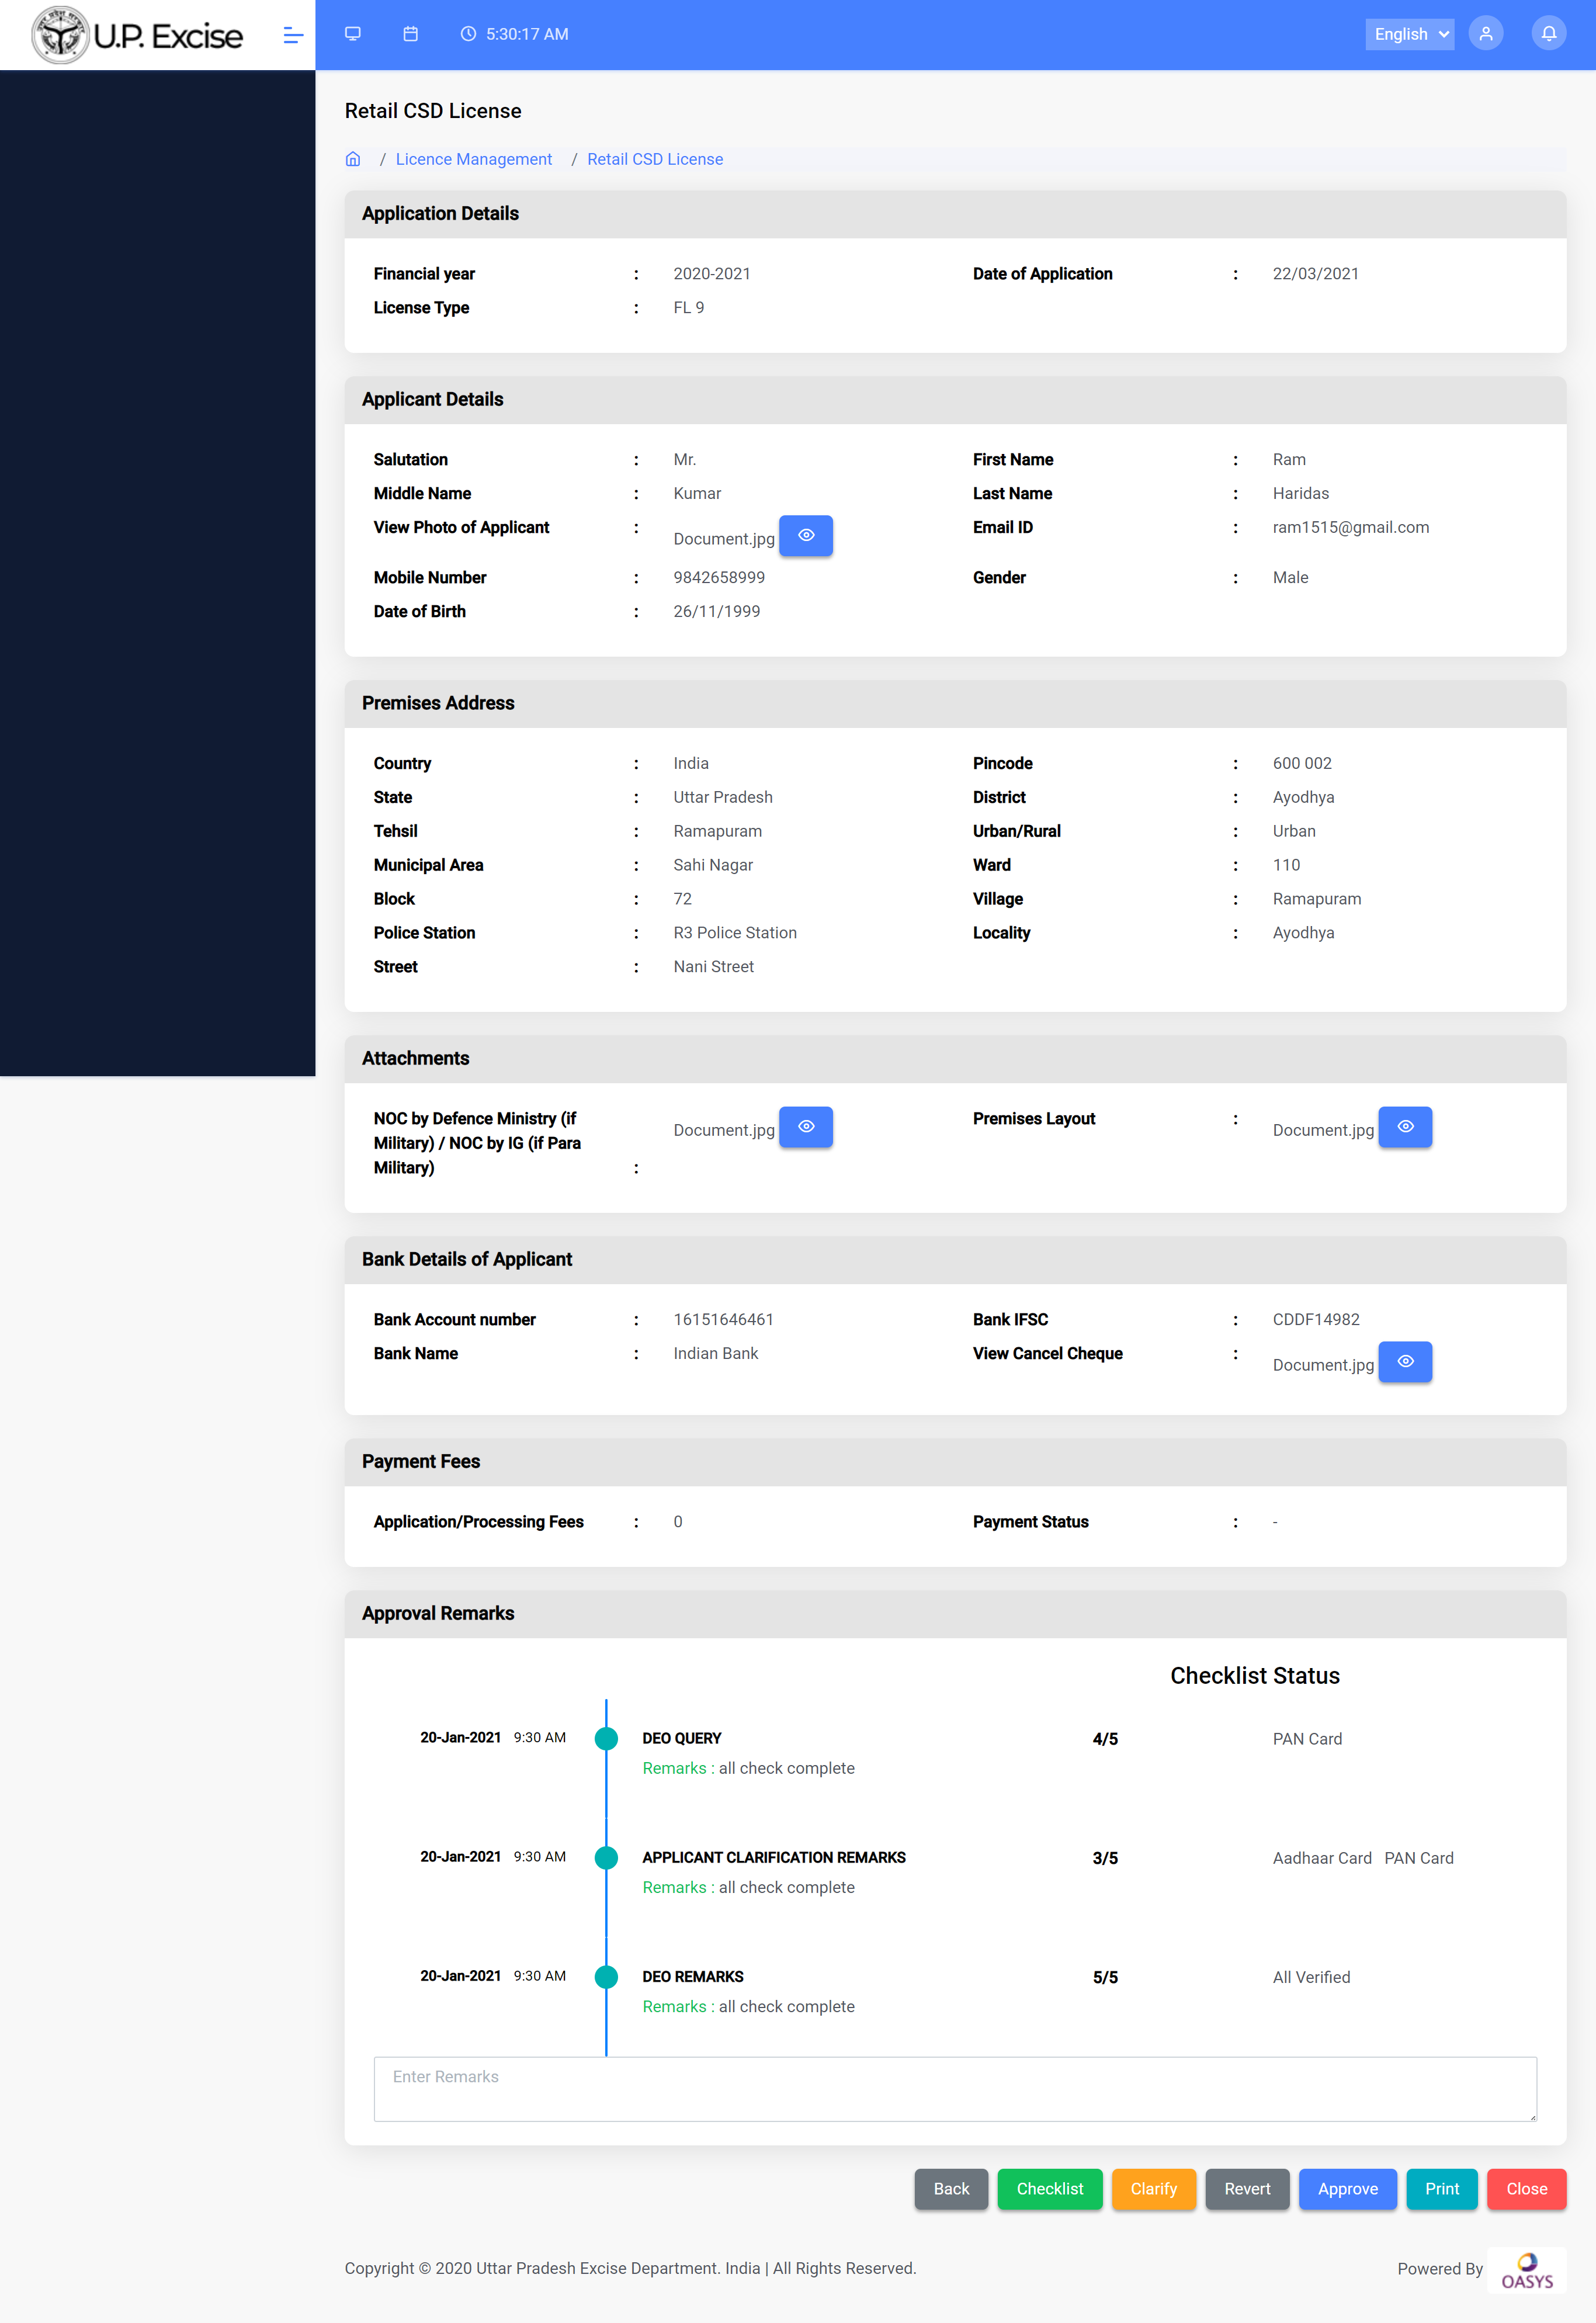 U.P. Excise
5:30:17 AM
English
Retail CSD License
/ Licence Management / Retail CSD License
Application Details
Financial year : 2020-2021 Date of Application : 22/03/2021
License Type : FL 9
Applicant Details
Salutation : Mr. First Name : Ram
Middle Name : Kumar Last Name : Haridas
View Photo of Applicant : Document.jpg Email ID : ram1515@gmail.com
Mobile Number : 9842658999 Gender : Male
Date of Birth : 26/11/1999
Premises Address
Country : India Pincode : 600 002
State : Uttar Pradesh District : Ayodhya
Tehsil : Ramapuram Urban/Rural : Urban
Municipal Area : Sahi Nagar Ward : 110
Block : 72 Village : Ramapuram
Police Station : R3 Police Station Locality : Ayodhya
Street : Nani Street
Attachments
NOC by Defence Ministry (if
Military) / NOC by IG (if Para
Military) : Document.jpg Premises Layout : Document.jpg
Bank Details of Applicant
Bank Account number : 16151646461 Bank IFSC : CDDF14982
Bank Name : Indian Bank View Cancel Cheque : Document.jpg
Payment Fees
Application/Processing Fees : 0 Payment Status : -
Approval Remarks
Checklist Status
20-Jan-2021 9:30 AM DEO QUERY 4/5 PAN Card
Remarks : all check complete
20-Jan-2021 9:30 AM APPLICANT CLARIFICATION REMARKS 3/5 Aadhaar Card PAN Card
Remarks : all check complete
20-Jan-2021 9:30 AM DEO REMARKS 5/5 All Verified
Remarks : all check complete
Enter Remarks
Back Checklist Clarify Revert Approve Print Close
Copyright © 2020 Uttar Pradesh Excise Department. India | All Rights Reserved. Powered By OASYS